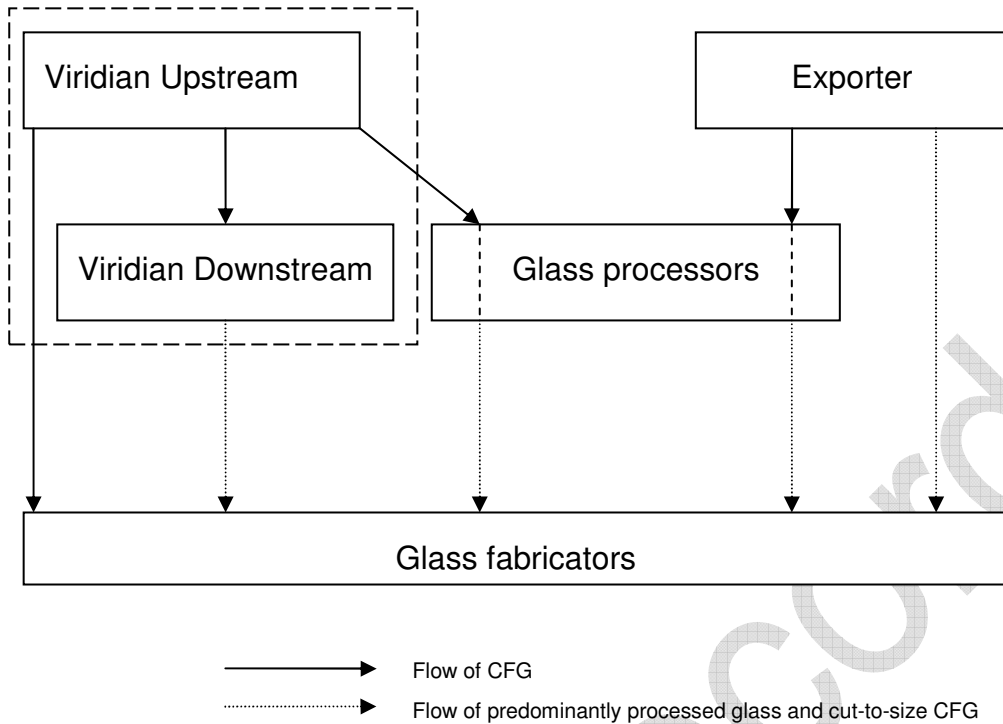 Viridian Upstream
Exporter
Viridian Downstream
Glass processors
Glass fabricators
Flow of CFG
Flow of predominantly processed glass and cut-to-size CFG